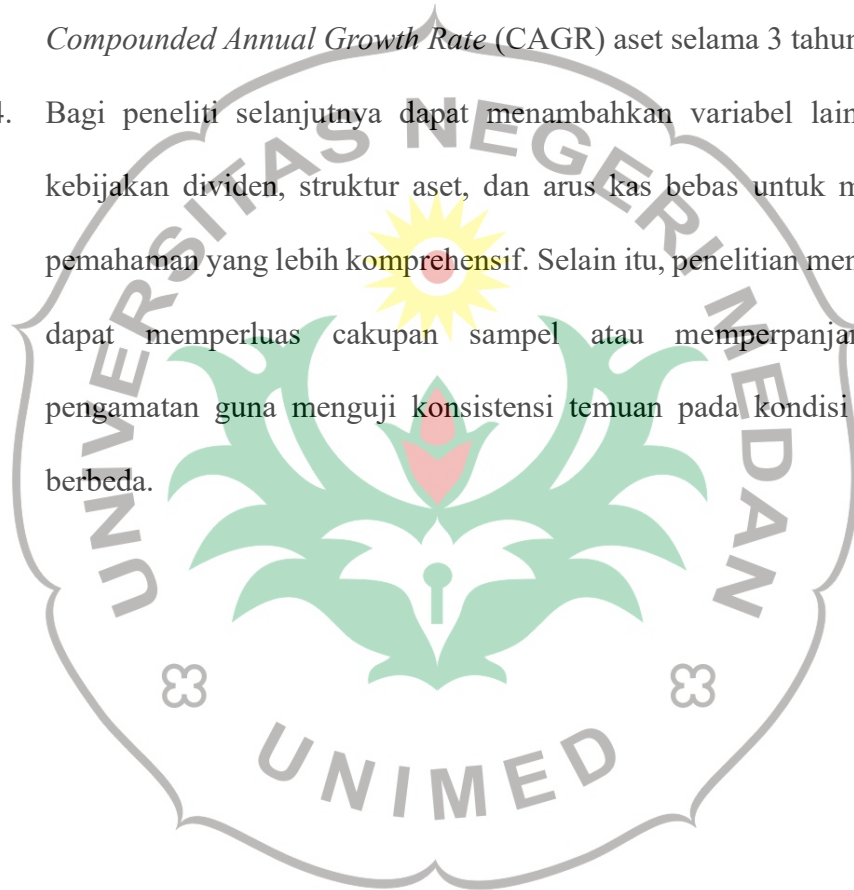 Compounded Annual Growth Rate (CAGR) aset selama 3 tahun
4. Bagi peneliti selanjutnya dapat menambahkan variabel lain
kebijakan dividen, struktur aset, dan arus kas bebas untuk
pemahaman yang lebih komprehensif. Selain itu, penelitian
dapat memperluas cakupan sampel atau
pengamatan guna menguji konsistensi temuan pada kondisi
berbeda.
UNIVERSITAS NEGERI MEDAN
UNIMED